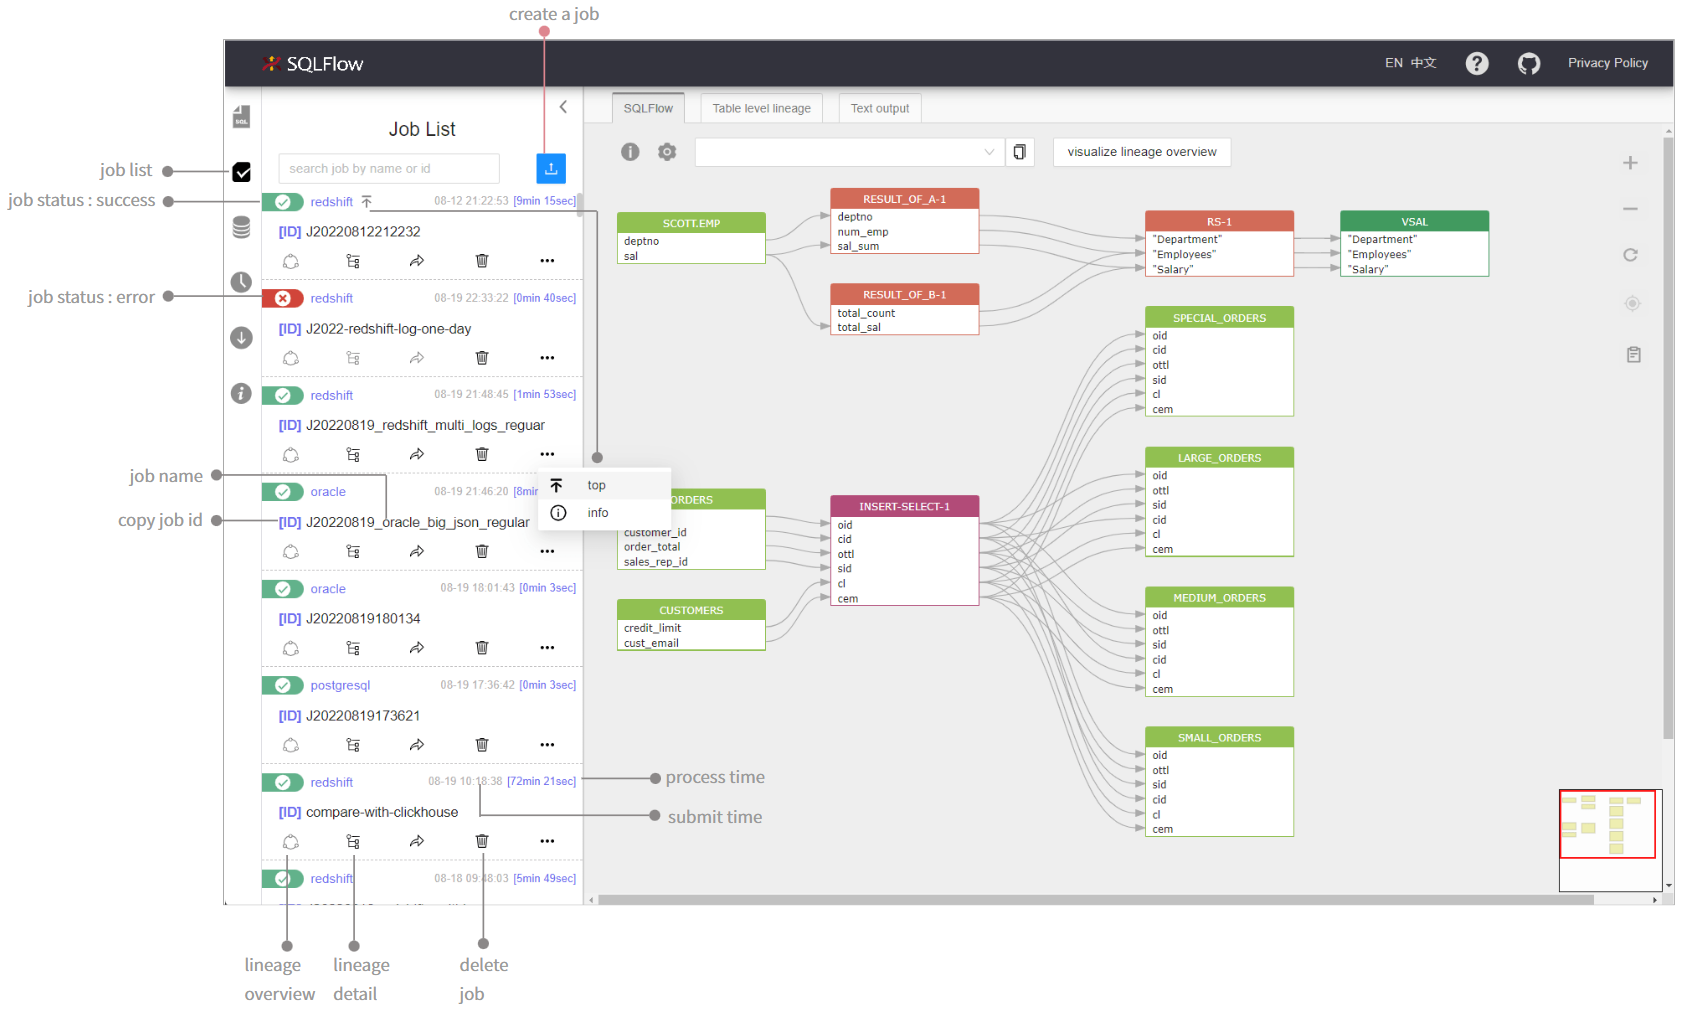 create a job
SQLFlow
EN 中文
Privacy Policy
SQL
Job List
search job by name or id
job list
job status : success
redshift
08-12 21:22:53 [9min 15sec]
[ID] J20220812212232
job status : error
redshift
08-19 22:33:22 [0min 40sec]
[ID] J2022-redshift-log-one-day
redshift
08-19 21:48:45 [1min 53sec]
[ID] J20220819_redshift_multi_logs_reguar
job name
oracle
08-19 21:46:20 [8min
copy job id
[ID] J20220819_oracle_big_json_regular
top
info
oracle
08-19 18:01:43 [0min 3sec]
[ID] J20220819180134
postgresql
08-19 17:36:42 [0min 3sec]
[ID] J20220819173621
redshift
08-19 10:18:38 [72min 21sec]
process time
[ID] compare-with-clickhouse
submit time
redshift
08-18 09:48:03 [5min 49sec]
lineage
overview
lineage
detail
delete
job
SQLFlow
Table level lineage
Text output
visualize lineage overview
SCOTT.EMP
deptno
sal
RESULT_OF_A-1
deptno
num_emp
sal_sum
RESULT_OF_B-1
total_count
total_sal
RS-1
"Department"
"Employees"
"Salary"
VSAL
"Department"
"Employees"
"Salary"
ORDERS
customer_id
order_total
sales_rep_id
CUSTOMERS
credit_limit
cust_email
INSERT-SELECT-1
oid
cid
ottl
sid
cl
cem
SPECIAL_ORDERS
oid
cid
ottl
sid
cl
cem
LARGE_ORDERS
oid
ottl
sid
cid
cl
cem
MEDIUM_ORDERS
oid
ottl
sid
cid
cl
cem
SMALL_ORDERS
oid
ottl
sid
cid
cl
cem